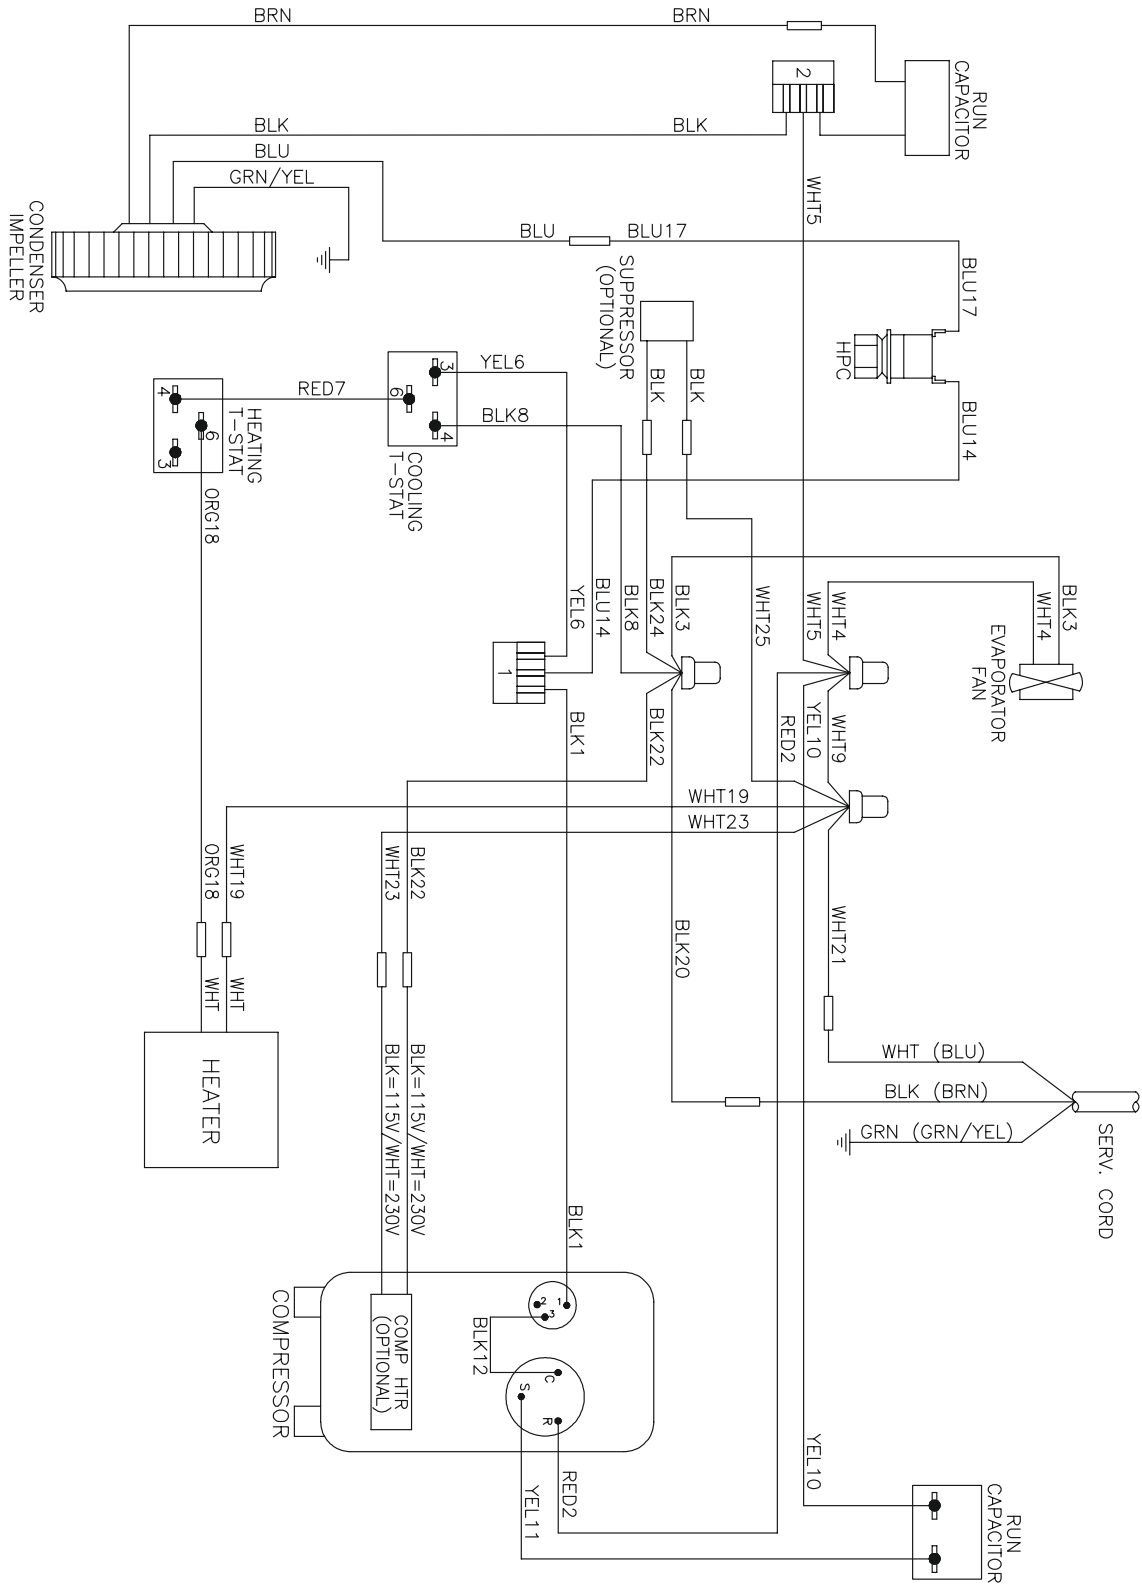 BRN
BRN
RUN
CAPACITOR
2
BLK
BLK
BLU
GRN/YEL
WHT5
CONDENSER
IMPELLER
BLU
BLU17
BLU17
SUPPRESSOR
(OPTIONAL)
HPC
BLK
BLK
BLU14
YEL6
BLK8
3
6
4
COOLING
T-STAT
RED7
4
6
3
HEATING
T-STAT
ORG18
YEL6
BLU14
BLK8
BLK24
BLK3
WHT25
WHT5
WHT4
WHT4
BLK3
EVAPORATOR
FAN
1
BLK1
BLK22
RED2
YEL10
WHT9
WHT19
WHT23
ORG18
WHT19
WHT23
BLK22
BLK20
WHT21
WHT
WHT
HEATER
WHT (BLU)
BLK (BRN)
GRN (GRN/YEL)
SERV. CORD
BLK=115V/WHT=230V
BLK=115V/WHT=230V
BLK1
COMPRESSOR
COMP HTR
(OPTIONAL)
2
1
3
BLK12
C
S
R
RED2
YEL11
YEL10
RUN
CAPACITOR